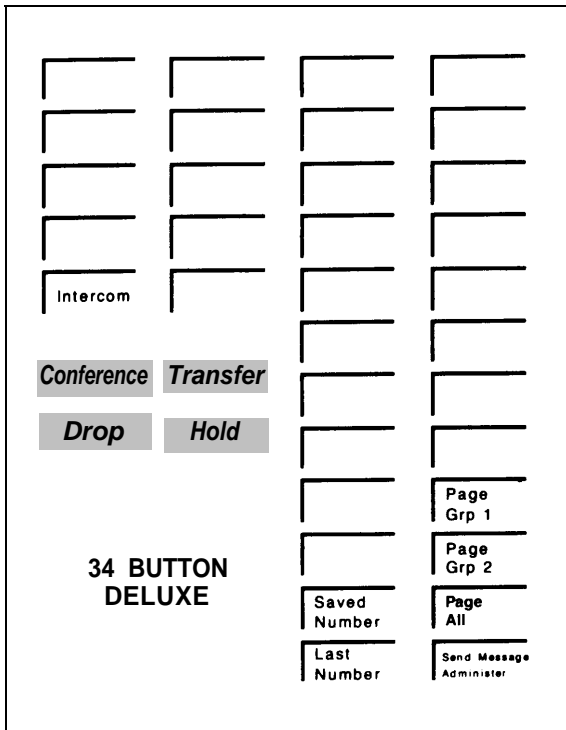 Intercom
Conference Transfer
Drop Hold
34 BUTTON
DELUXE
Page
Grp 1
Page
Grp 2
Saved
Number
Page
All
Last
Number
Send Message
Administer